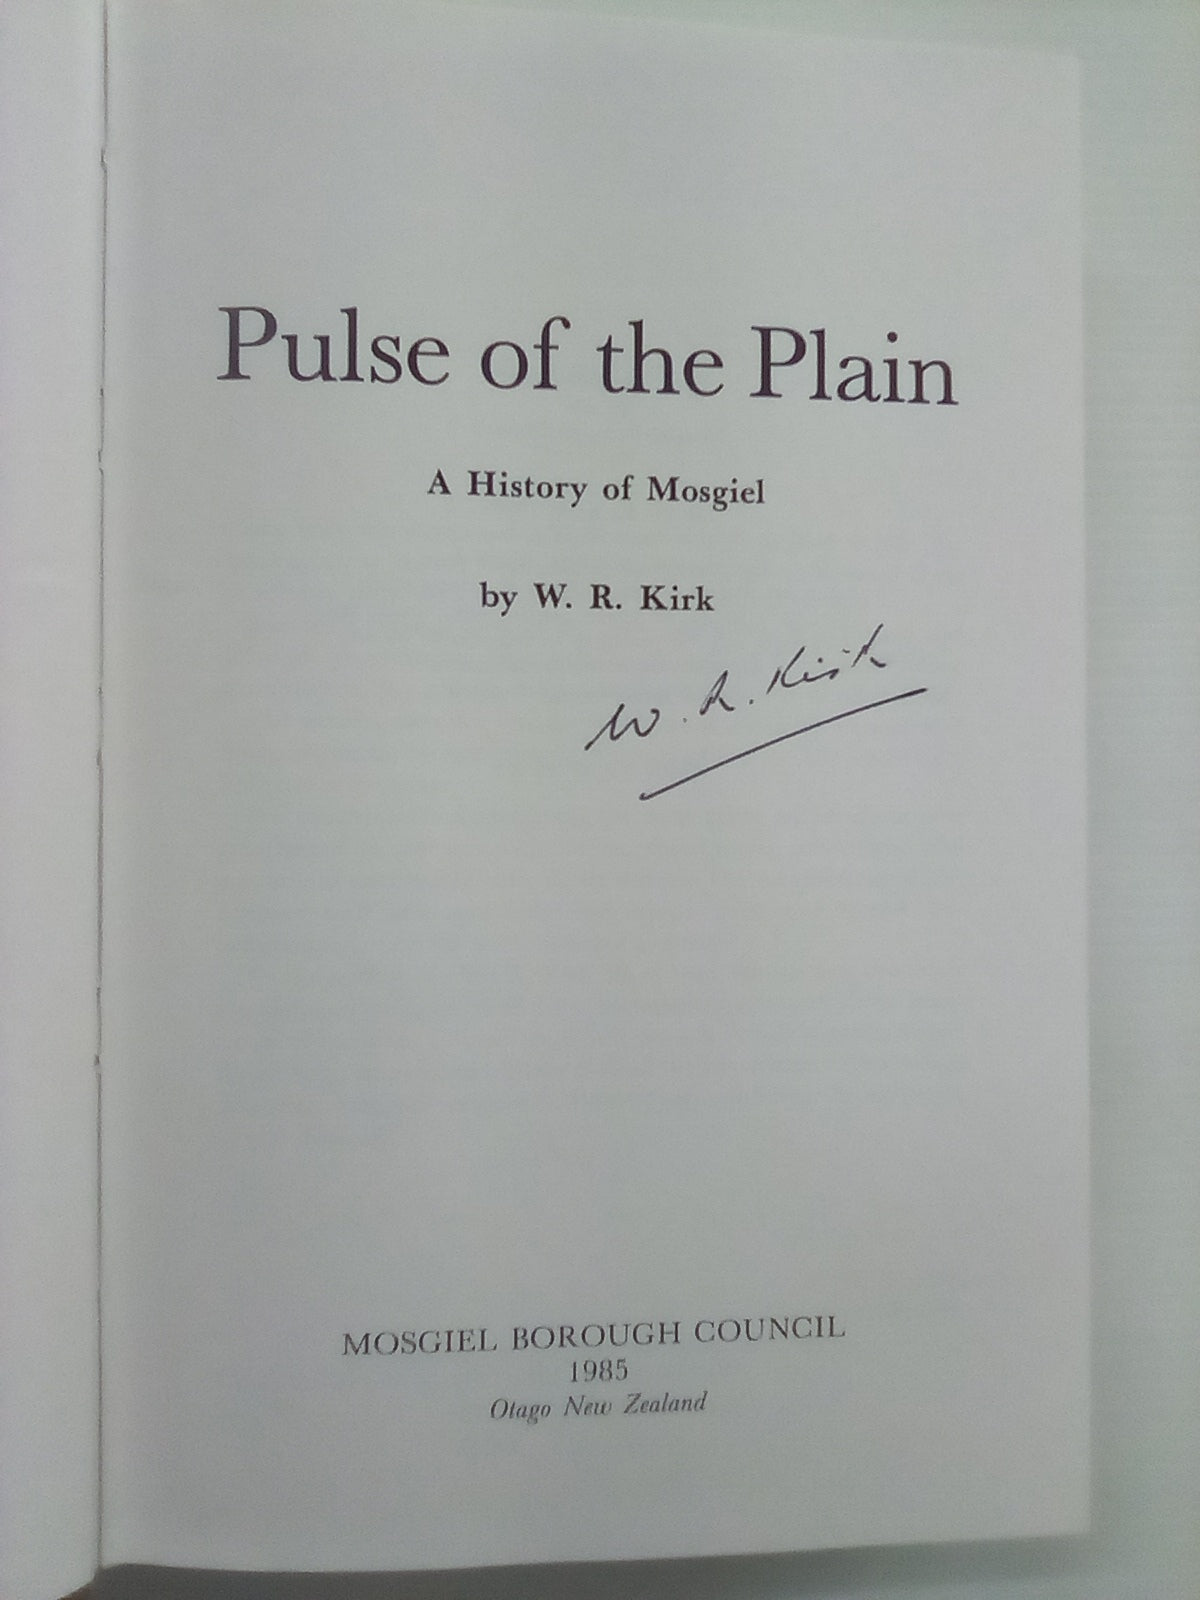 Pulse of the Plain
A History of Mosgiel
by W. R. Kirk
W. R. Kirk
MOSGIEL BOROUGH COUNCIL
1985
Otago New Zealand